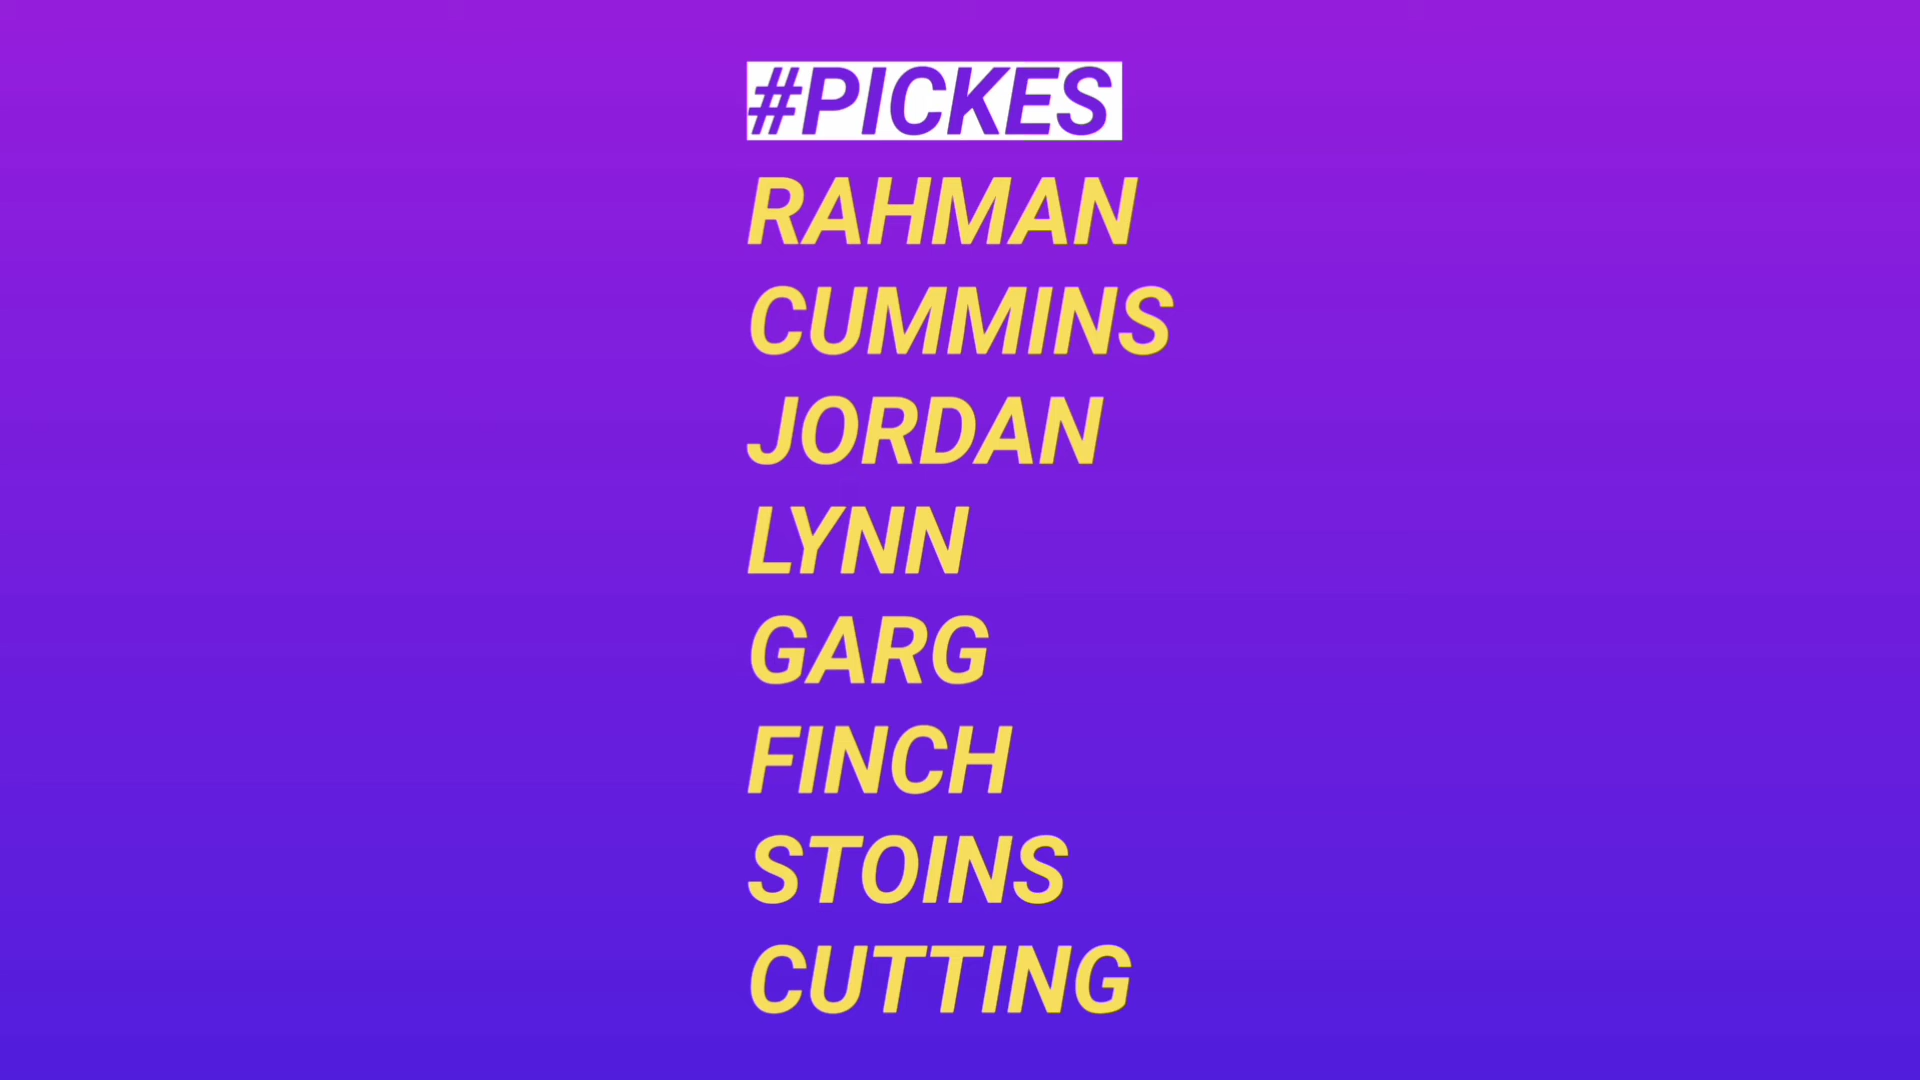 #PICKES
RAHMAN
CUMMINS
JORDAN
LYNN
GARG
FINCH
STOINS
CUTTING